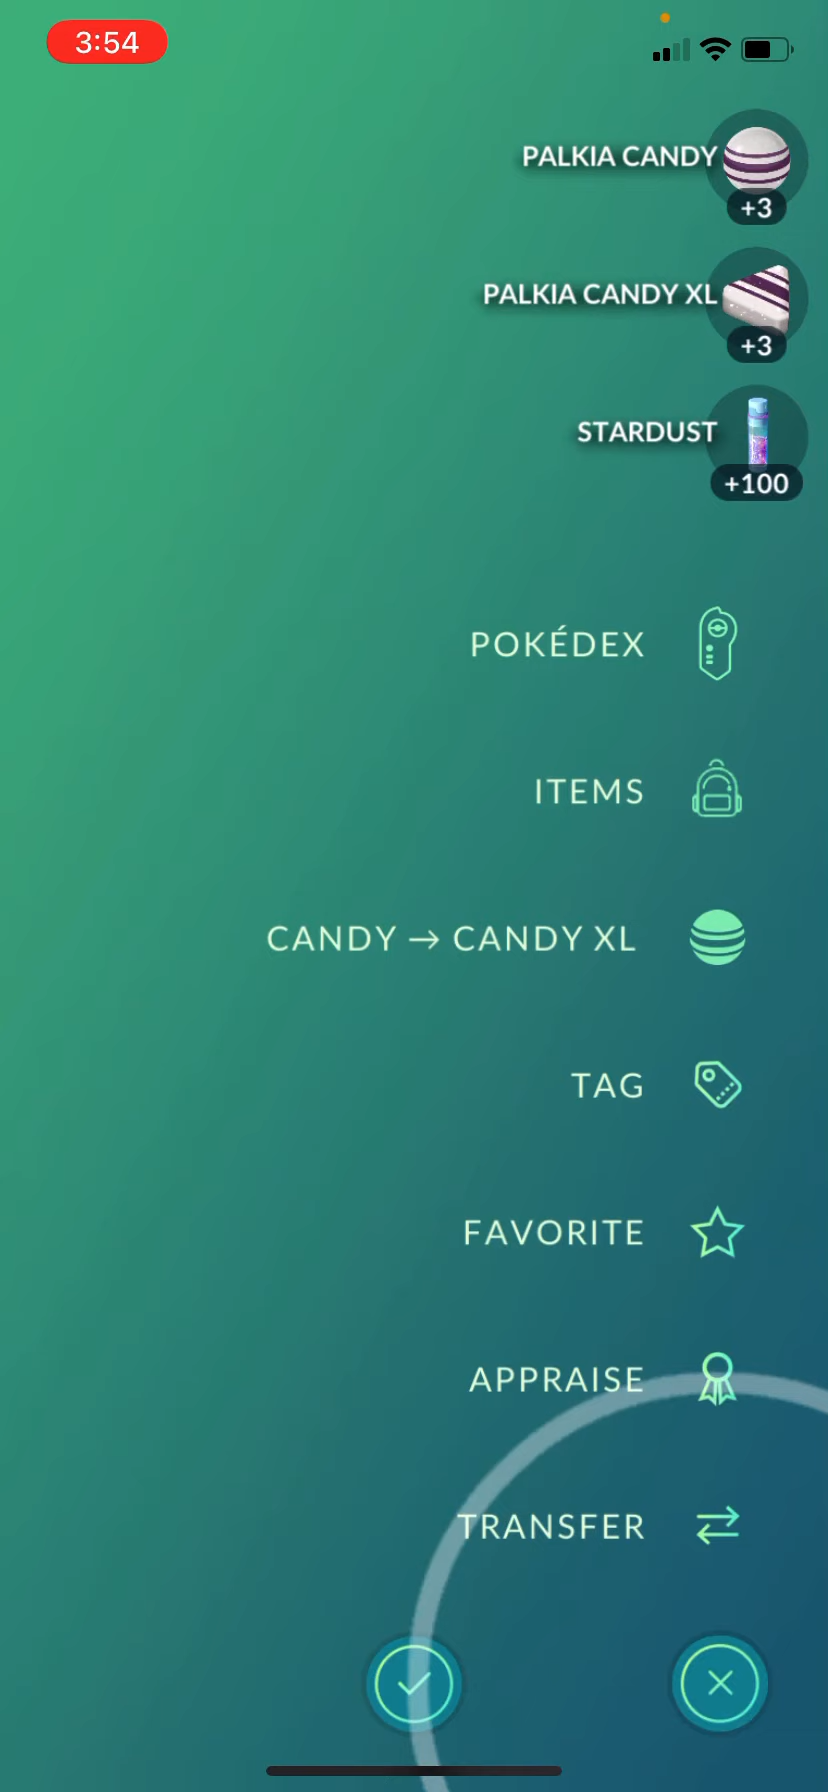 3:54
PALKIA CANDY
+3
PALKIA CANDY XL
+3
STARDUST
+100
POKÉDEX
ITEMS
CANDY → CANDY XL
TAG
FAVORITE
APPRAISE
TRANSFER